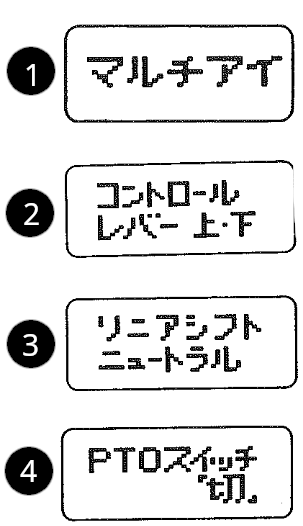 1
マルチアイ
2
コントロール
レバー 上・下
3
リニアシフト
ニュートラル
4
PTOスイッチ
「切」